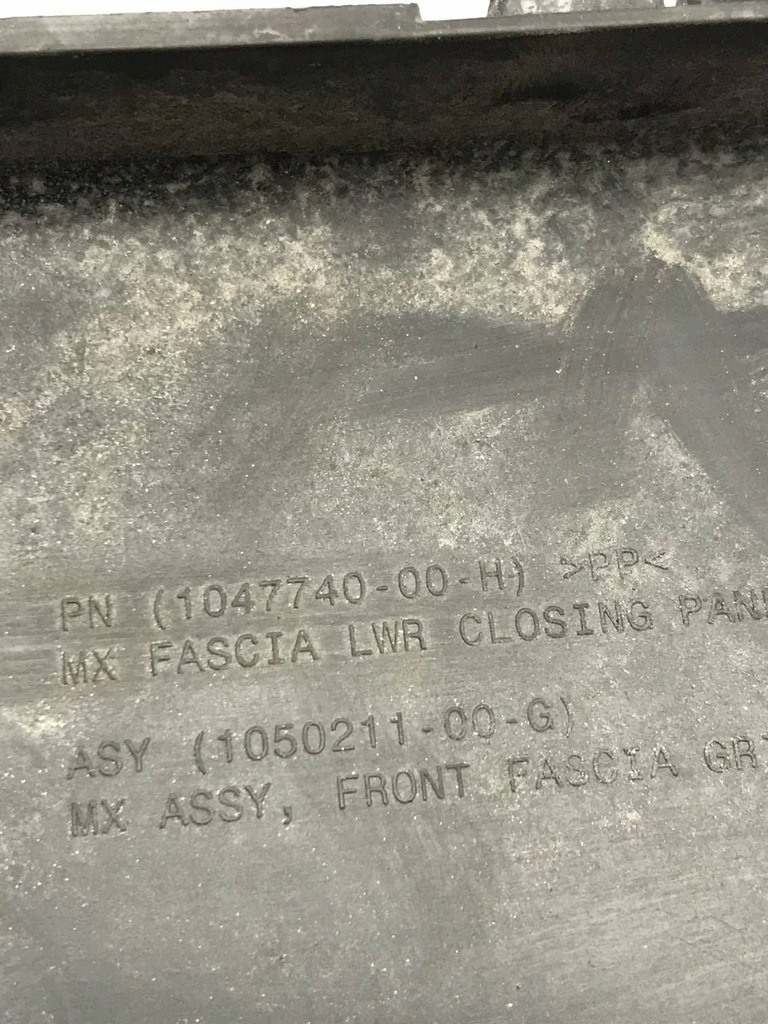 PN (1047740-00-H) >PP<
MX FASCIA LWR CLOSING
ASY (1050211-00-G)
MX ASSY, FRONT FASCIA